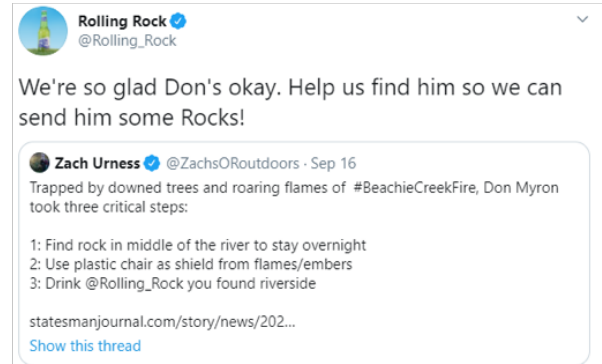 Rolling Rock
@Rolling_Rock
We're so glad Don's okay. Help us find him so we can
send him some Rocks!
Zach Urness @ZachsORoutdoors · Sep 16
Trapped by downed trees and roaring flames of #BeachieCreekFire, Don Myron
took three critical steps:
1: Find rock in middle of the river to stay overnight
2: Use plastic chair as shield from flames/embers
3: Drink @Rolling_Rock you found riverside
statesmanjournal.com/story/news/202...
Show this thread